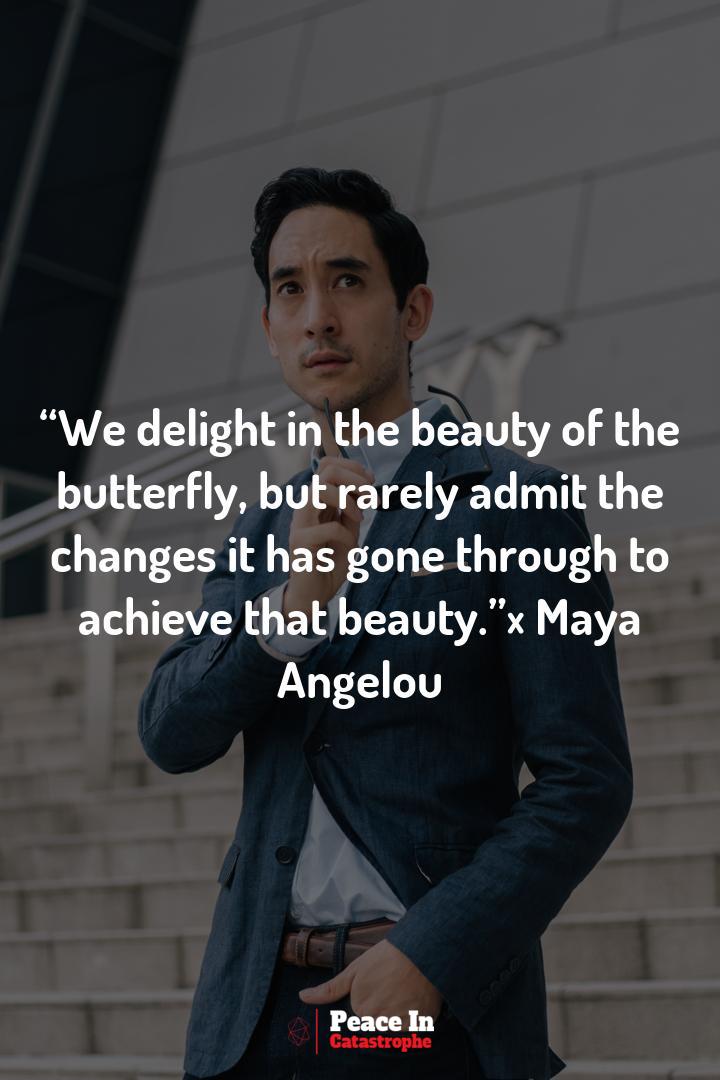 “We delight in the beauty of the
butterfly, but rarely admit the
changes it has gone through to
achieve that beauty.”x Maya
Angelou
Peace In
Catastrophe